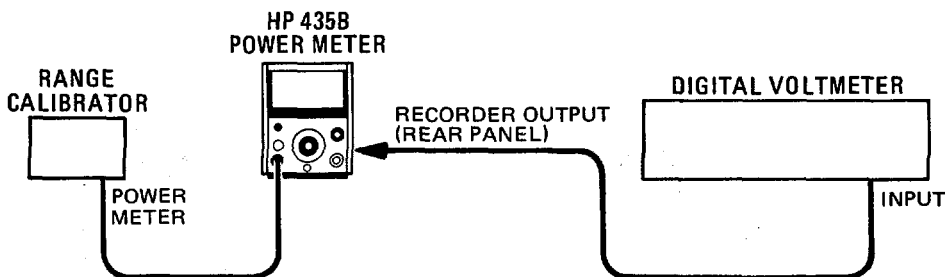 HP 435B
POWER METER
RANGE
CALIBRATOR
DIGITAL VOLTMETER
RECORDER OUTPUT
(REAR PANEL)
POWER
METER
INPUT